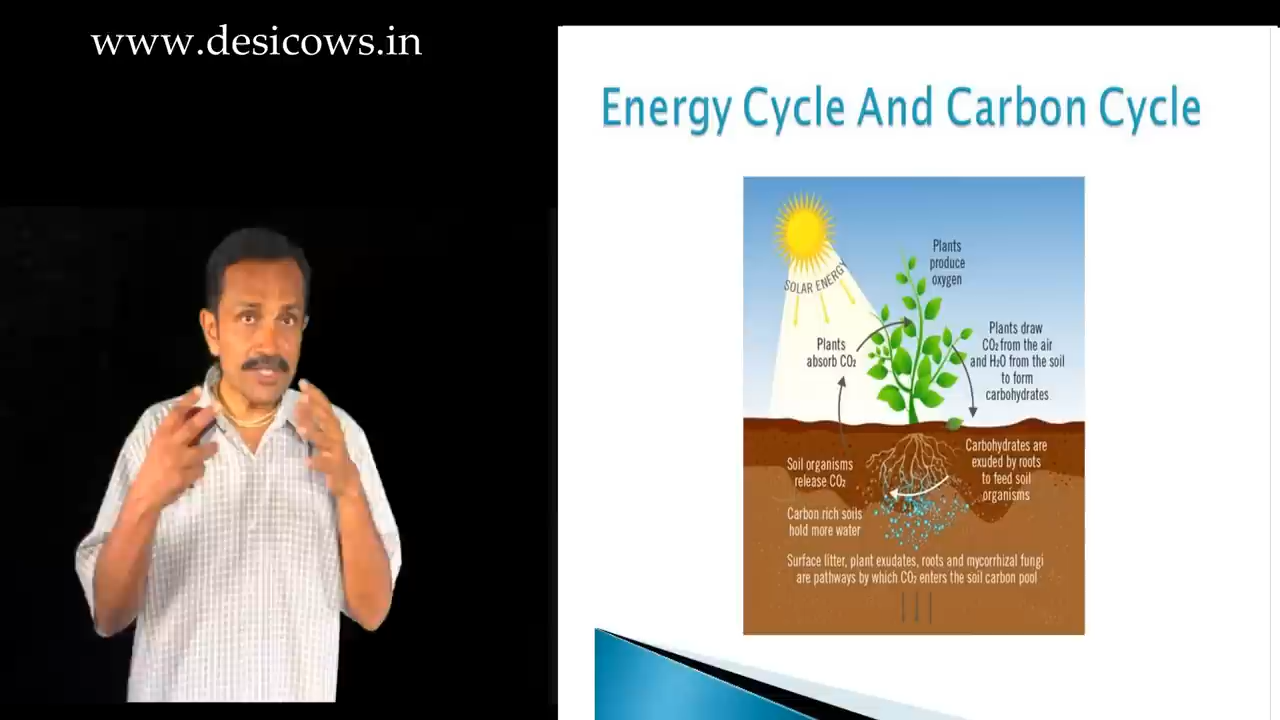 www.desicows.in
Energy Cycle And Carbon Cycle
SOLAR ENERGY
Plants
produce
oxygen
Plants
absorb CO₂
Plants draw
CO₂ from the air
and H₂O from the soil
to form
carbohydrates
Soil organisms
release CO₂
Carbohydrates are
exuded by roots
to feed soil
organisms
Carbon rich soils
hold more water
Surface litter, plant exudates, roots and mycorrhizal fungi
are pathways by which CO₂ enters the soil carbon pool